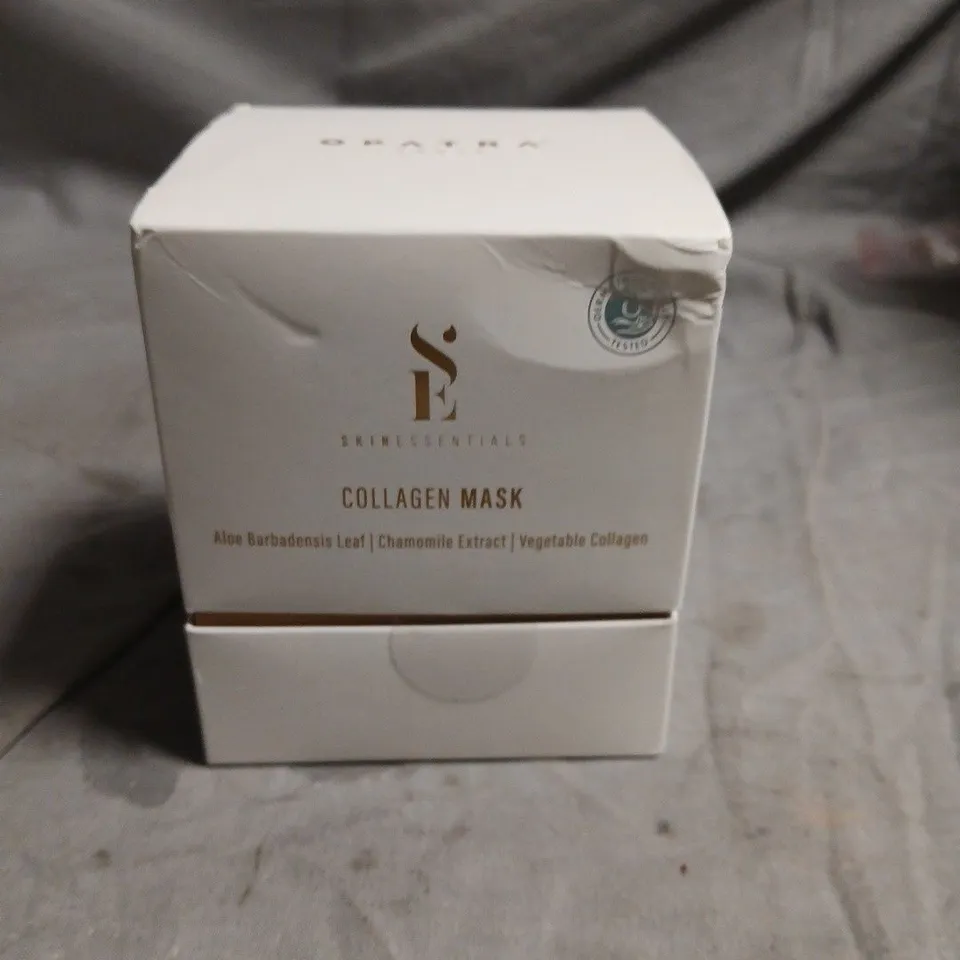 OPATRA
SE
SKINESSENTIALS
COLLAGEN MASK
Aloe Barbadensis Leaf | Chamomile Extract | Vegetable Collagen
TESTED